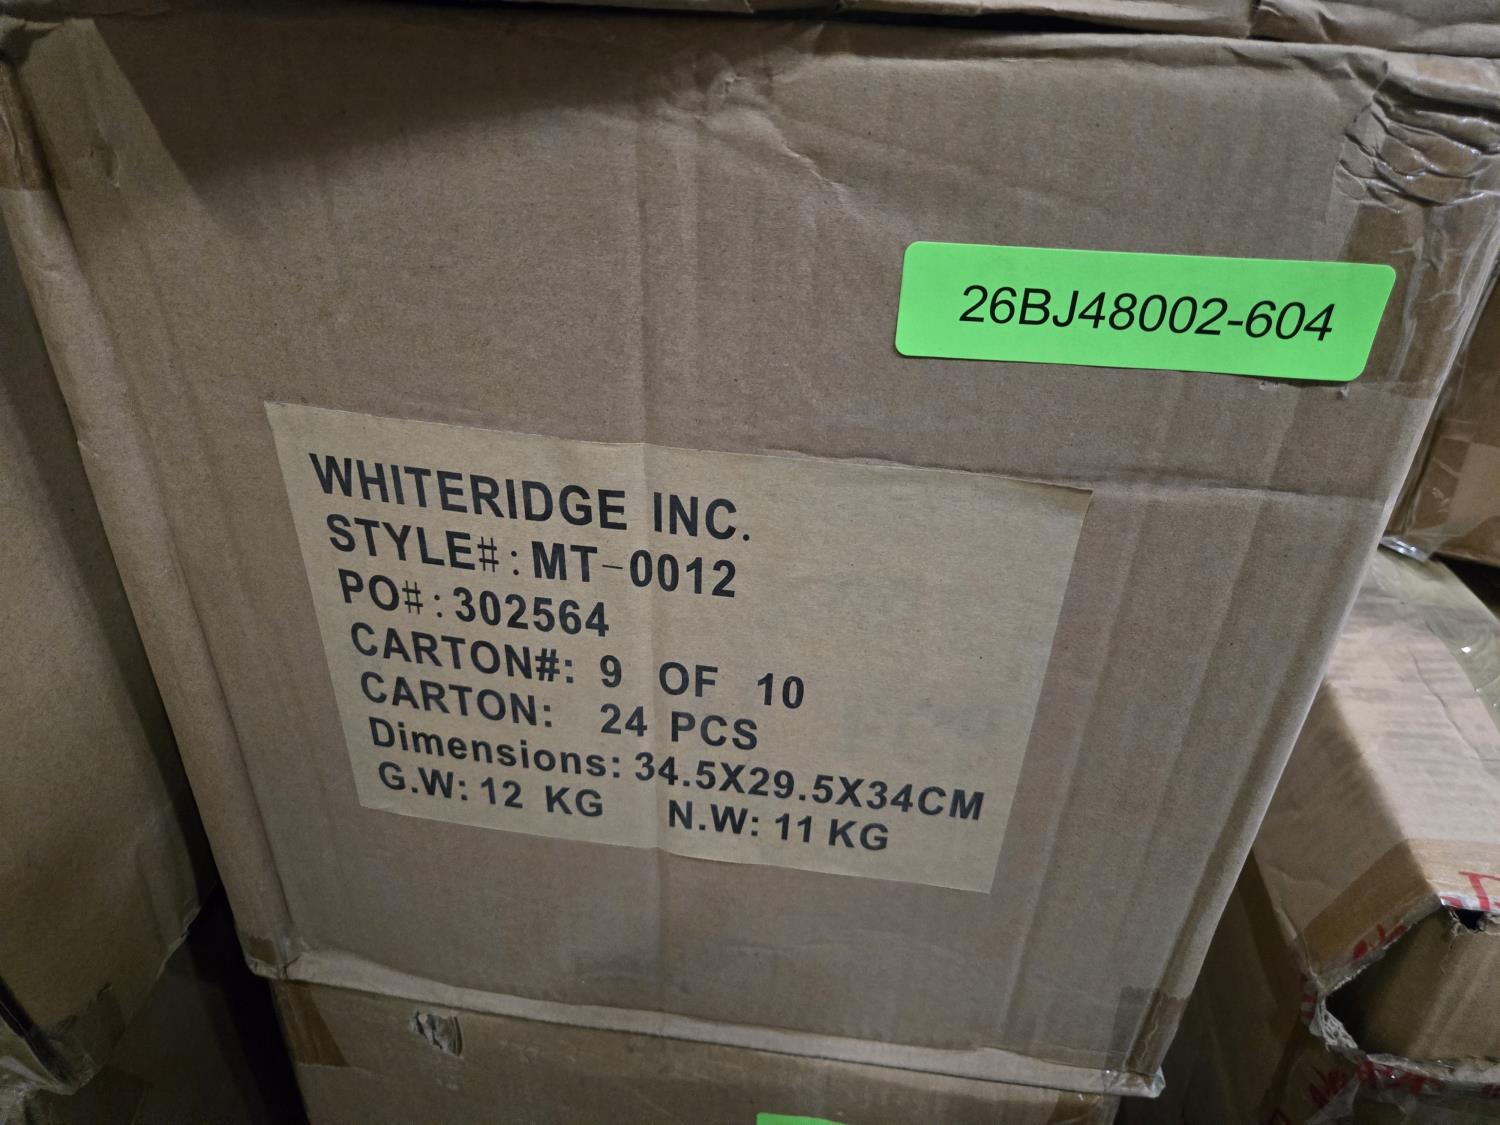 26BJ48002-604
WHITERIDGE INC.
STYLE#: MT-0012
PO#: 302564
CARTON#: 9 OF 10
CARTON: 24 PCS
Dimensions: 34.5X29.5X34CM
G.W: 12 KG N.W: 11 KG